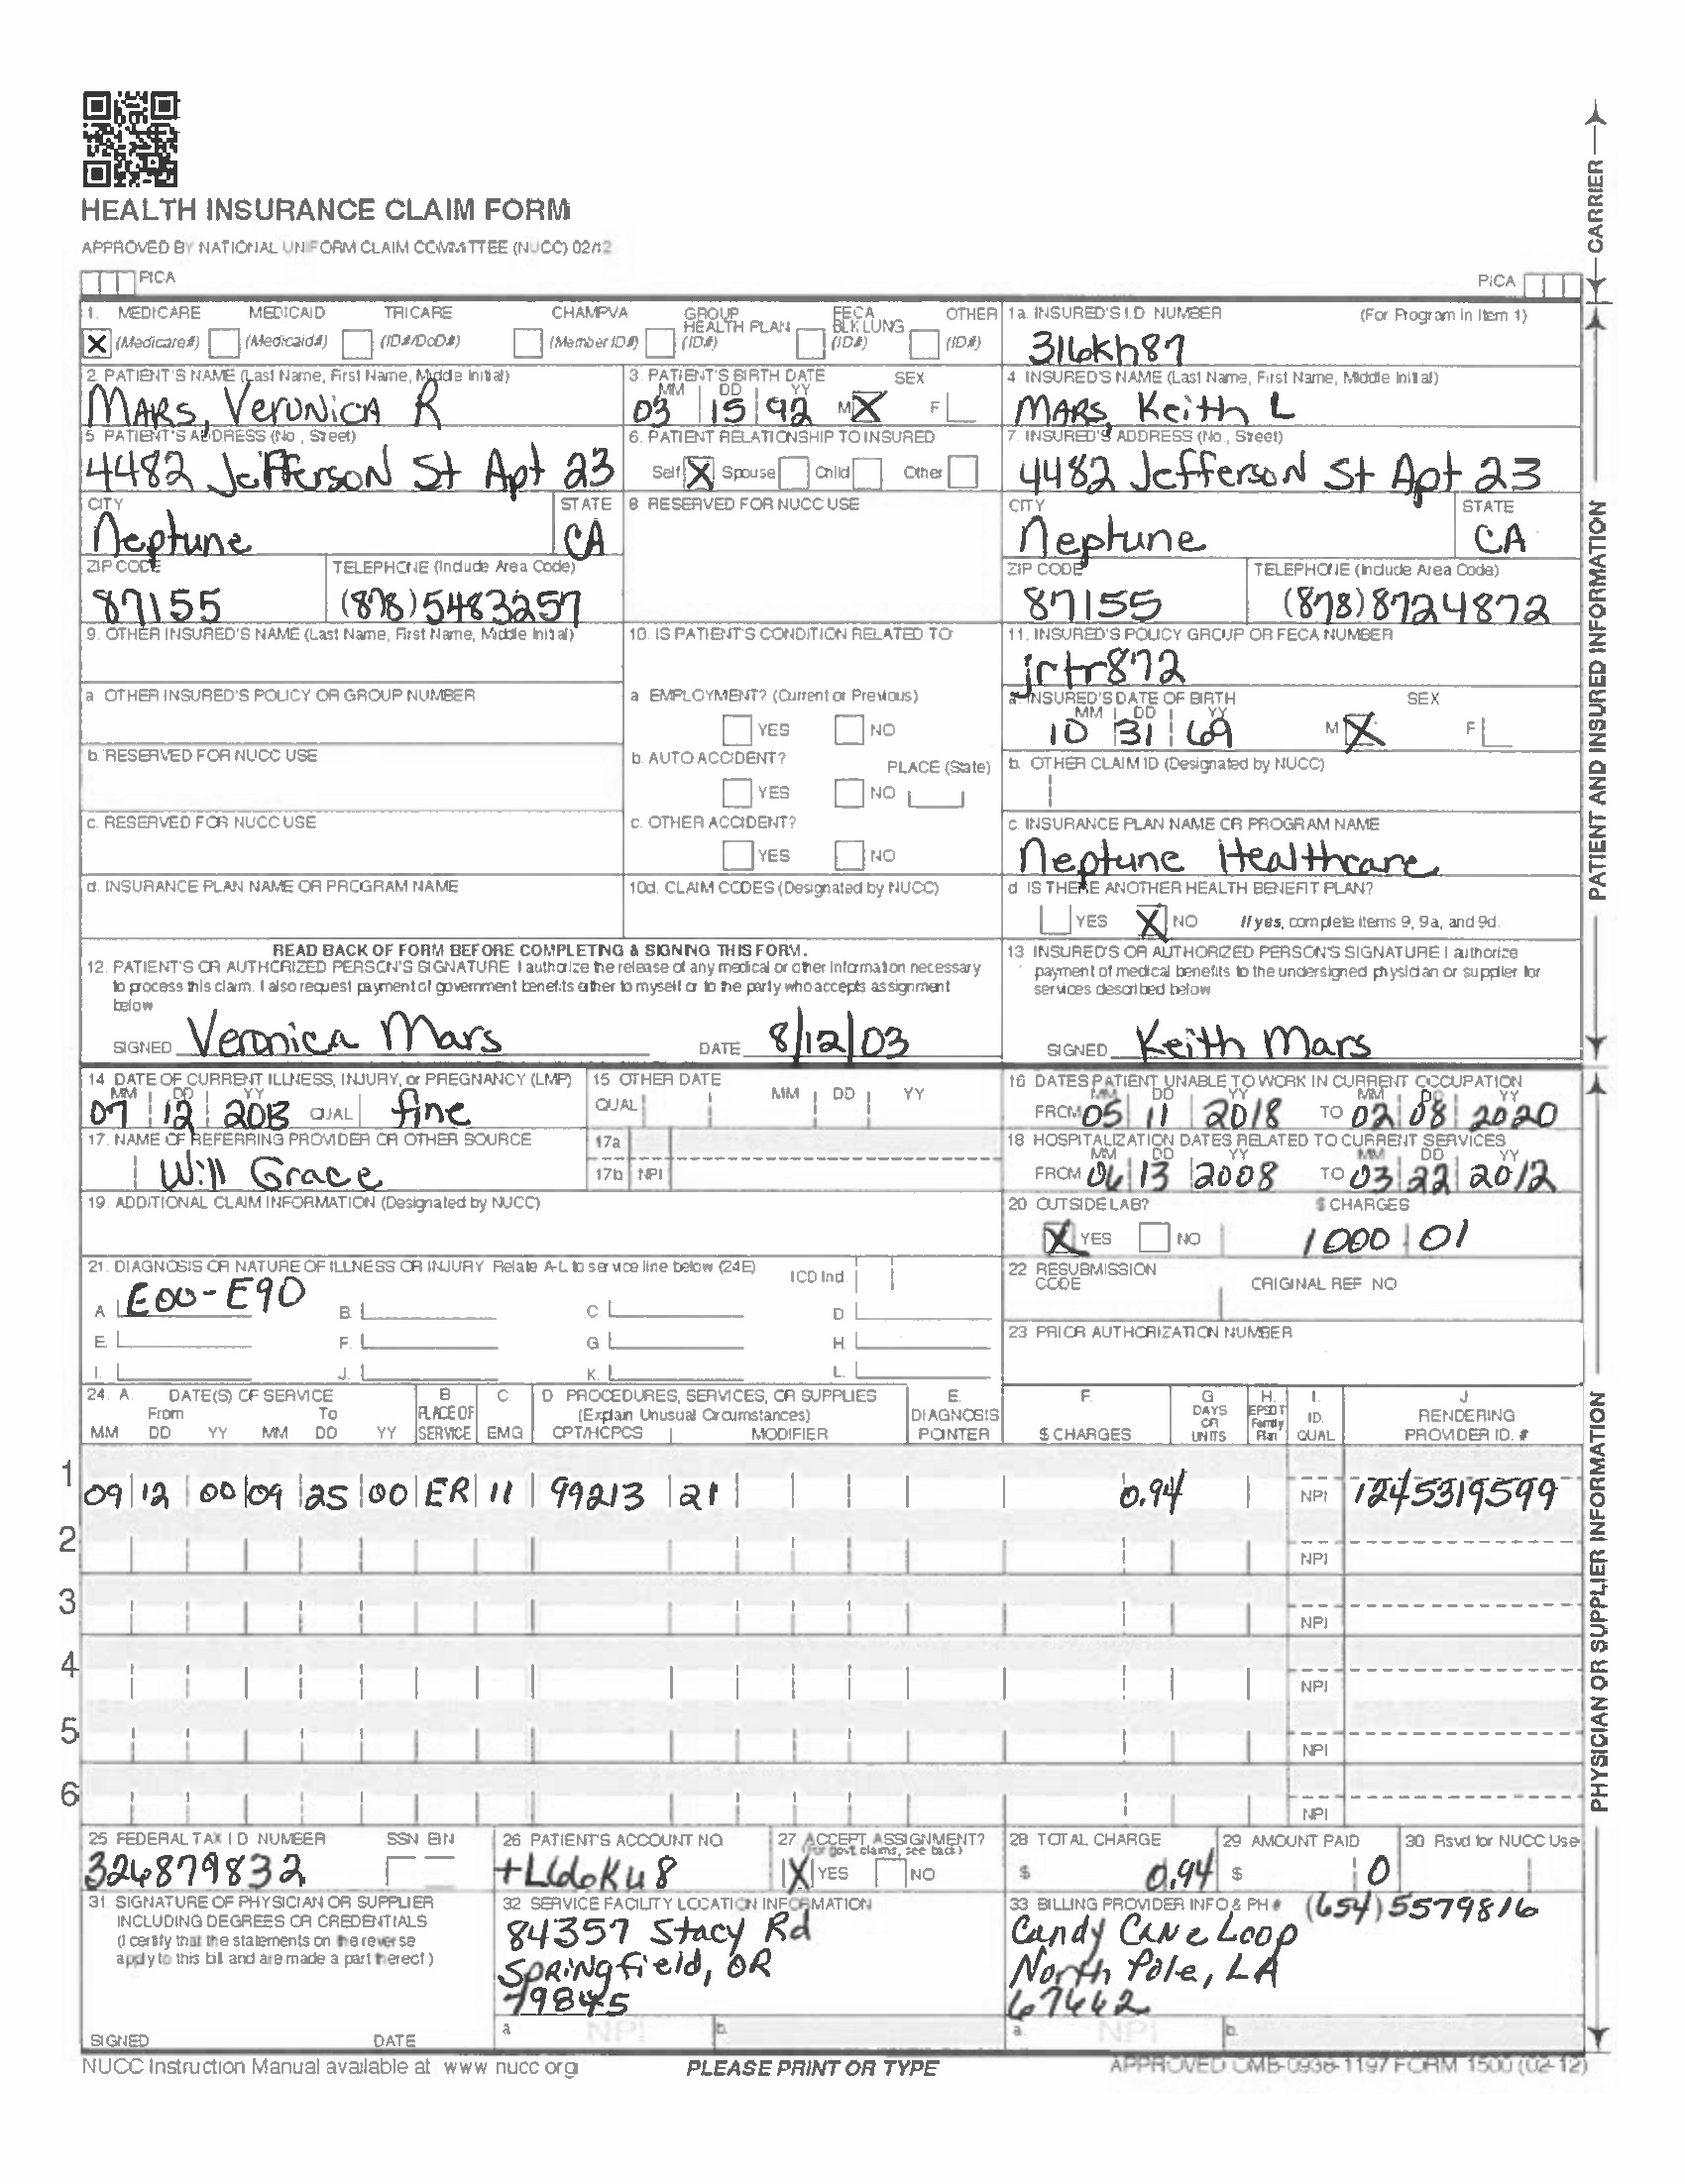 HEALTH INSURANCE CLAIM FORM
APPROVED BY NATIONAL UNIFORM CLAIM COMMITTEE (NUCC) 02/12
PICA
PICA
CARRIER
1. MEDICARE MEDICAID TRICARE CHAMPVA GROUP HEALTH PLAN FECA BLK LUNG OTHER
X (Medicare#) (Medicaid#) (ID#/DoD#) (Member ID#) (ID#) (ID#) (ID#)
1a. INSURED'S I.D. NUMBER (For Program in Item 1)
316kh87
2. PATIENT'S NAME (Last Name, First Name, Middle Initial)
MARS, VERONICA R
3. PATIENT'S BIRTH DATE SEX
MM DD YY
03 15 92 M X F
4. INSURED'S NAME (Last Name, First Name, Middle Initial)
MARS, Keith L
5. PATIENT'S ADDRESS (No., Street)
4482 Jefferson St Apt 23
6. PATIENT RELATIONSHIP TO INSURED
Self X Spouse Child Other
7. INSURED'S ADDRESS (No., Street)
4482 Jefferson St Apt 23
CITY STATE
Neptune CA
8. RESERVED FOR NUCC USE
CITY STATE
Neptune CA
ZIP CODE TELEPHONE (Include Area Code)
87155 (878) 5483257
ZIP CODE TELEPHONE (Include Area Code)
87155 (878) 8724872
9. OTHER INSURED'S NAME (Last Name, First Name, Middle Initial)
10. IS PATIENT'S CONDITION RELATED TO
11. INSURED'S POLICY GROUP OR FECA NUMBER
jrtr872
a. OTHER INSURED'S POLICY OR GROUP NUMBER
a. EMPLOYMENT? (Current or Previous)
YES NO
a. INSURED'S DATE OF BIRTH SEX
MM DD YY
10 31 69 M X F
b. RESERVED FOR NUCC USE
b. AUTO ACCIDENT? PLACE (State)
YES NO
b. OTHER CLAIM ID (Designated by NUCC)
c. RESERVED FOR NUCC USE
c. OTHER ACCIDENT?
YES NO
c. INSURANCE PLAN NAME OR PROGRAM NAME
Neptune Healthcare
d. INSURANCE PLAN NAME OR PROGRAM NAME
10d. CLAIM CODES (Designated by NUCC)
d. IS THERE ANOTHER HEALTH BENEFIT PLAN?
YES X NO If yes, complete items 9, 9a, and 9d.
PATIENT AND INSURED INFORMATION
READ BACK OF FORM BEFORE COMPLETING & SIGNING THIS FORM.
12. PATIENT'S OR AUTHORIZED PERSON'S SIGNATURE I authorize the release of any medical or other information necessary
to process this claim. I also request payment of government benefits either to myself or to the party who accepts assignment
below
SIGNED Veronica Mars DATE 8/12/03
13. INSURED'S OR AUTHORIZED PERSON'S SIGNATURE I authorize
payment of medical benefits to the undersigned physician or supplier for
services described below
SIGNED Keith Mars
14. DATE OF CURRENT ILLNESS, INJURY, or PREGNANCY (LMP)
MM DD YY
07 12 2013 QUAL fine
15. OTHER DATE
QUAL MM DD YY
16. DATES PATIENT UNABLE TO WORK IN CURRENT OCCUPATION
MM DD YY MM DD YY
FROM 05 11 2018 TO 02 08 2020
17. NAME OF REFERRING PROVIDER OR OTHER SOURCE
Will Grace
17a
17b NPI
18. HOSPITALIZATION DATES RELATED TO CURRENT SERVICES
MM DD YY MM DD YY
FROM 06 13 2008 TO 03 22 2012
19. ADDITIONAL CLAIM INFORMATION (Designated by NUCC)
20. OUTSIDE LAB? $ CHARGES
X YES NO 1000 01
21. DIAGNOSIS OR NATURE OF ILLNESS OR INJURY Relate A-L to service line below (24E) ICD Ind.
A. E00-E90 B. C. D.
E. F. G. H.
I. J. K. L.
22. RESUBMISSION CODE ORIGINAL REF. NO.
23. PRIOR AUTHORIZATION NUMBER
24. A. DATE(S) OF SERVICE B. C. D. PROCEDURES, SERVICES, OR SUPPLIES E. F. G. H. I. J.
From To PLACE OF (Explain Unusual Circumstances) DIAGNOSIS DAYS OR UNITS EPSDT Family Plan ID. RENDERING
MM DD YY MM DD YY SERVICE EMG CPT/HCPCS MODIFIER POINTER $ CHARGES QUAL. PROVIDER ID. #
1 09 12 00 09 25 00 ER 11 99213 21 0.94 NPI 1245319599
2 NPI
3 NPI
4 NPI
5 NPI
6 NPI
PHYSICIAN OR SUPPLIER INFORMATION
25. FEDERAL TAX I.D. NUMBER SSN EIN
326879832
26. PATIENT'S ACCOUNT NO.
27. ACCEPT ASSIGNMENT?
(For govt. claims, see back)
X YES NO
28. TOTAL CHARGE
$ 0.94
29. AMOUNT PAID
$ 0
30. Rsvd for NUCC Use
31. SIGNATURE OF PHYSICIAN OR SUPPLIER
INCLUDING DEGREES OR CREDENTIALS
(I certify that the statements on the reverse
apply to this bill and are made a part thereof.)
SIGNED DATE
32. SERVICE FACILITY LOCATION INFORMATION
84357 Stacy Rd
Springfield, OR
79845
a. NPI b.
33. BILLING PROVIDER INFO & PH # (654) 5579816
Candy Cane Loop
North Pole, LA
67662
a. NPI b.
NUCC Instruction Manual available at: www.nucc.org
PLEASE PRINT OR TYPE
APPROVED OMB-0938-1197 FORM 1500 (02-12)